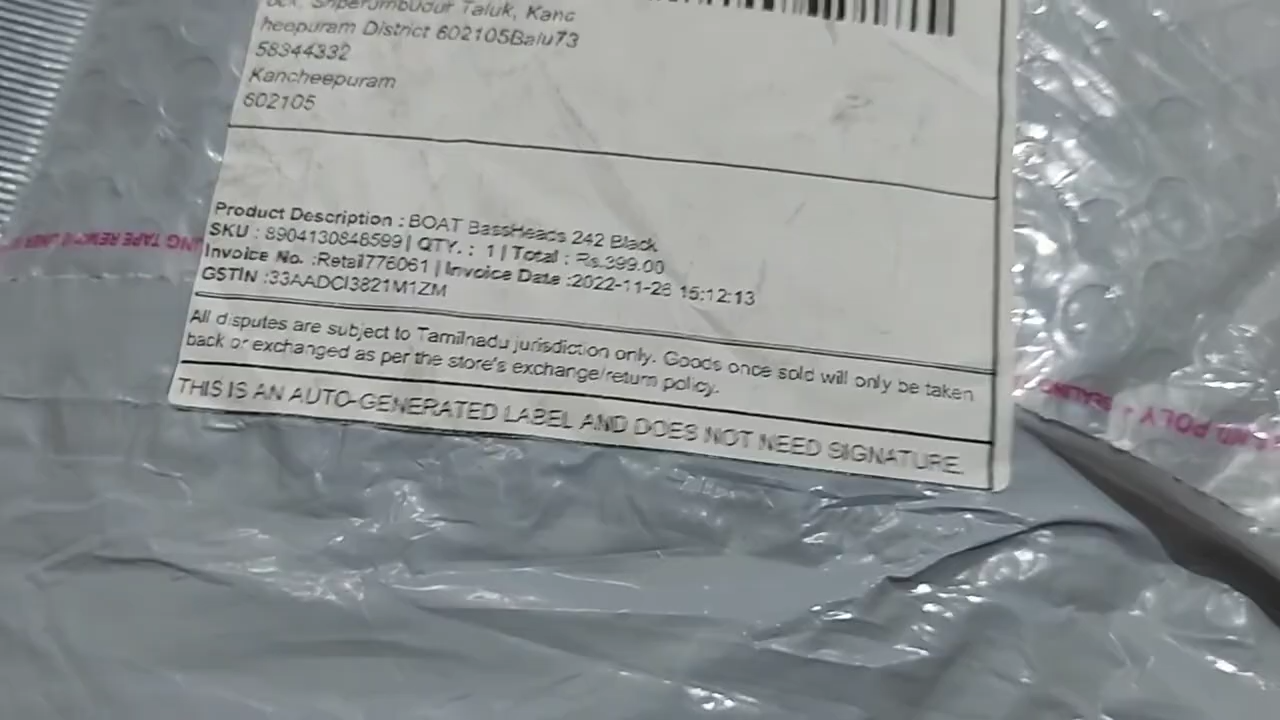 Sriperumbudur Taluk, Kanc
heepuram District 602105Balu73
58344332
Kancheepuram
602105
Product Description : BOAT BassHeads 242 Black
SKU : 8904130846599| QTY. : 1 | Total : Rs.399.00
Invoice No. :Retail776061 | Invoice Date :2022-11-26 15:12:13
GSTIN :33AADCI3821M1ZM
All disputes are subject to Tamilnadu jurisdiction only. Goods once sold will only be taken
back or exchanged as per the store's exchange/return policy.
THIS IS AN AUTO-GENERATED LABEL AND DOES NOT NEED SIGNATURE.